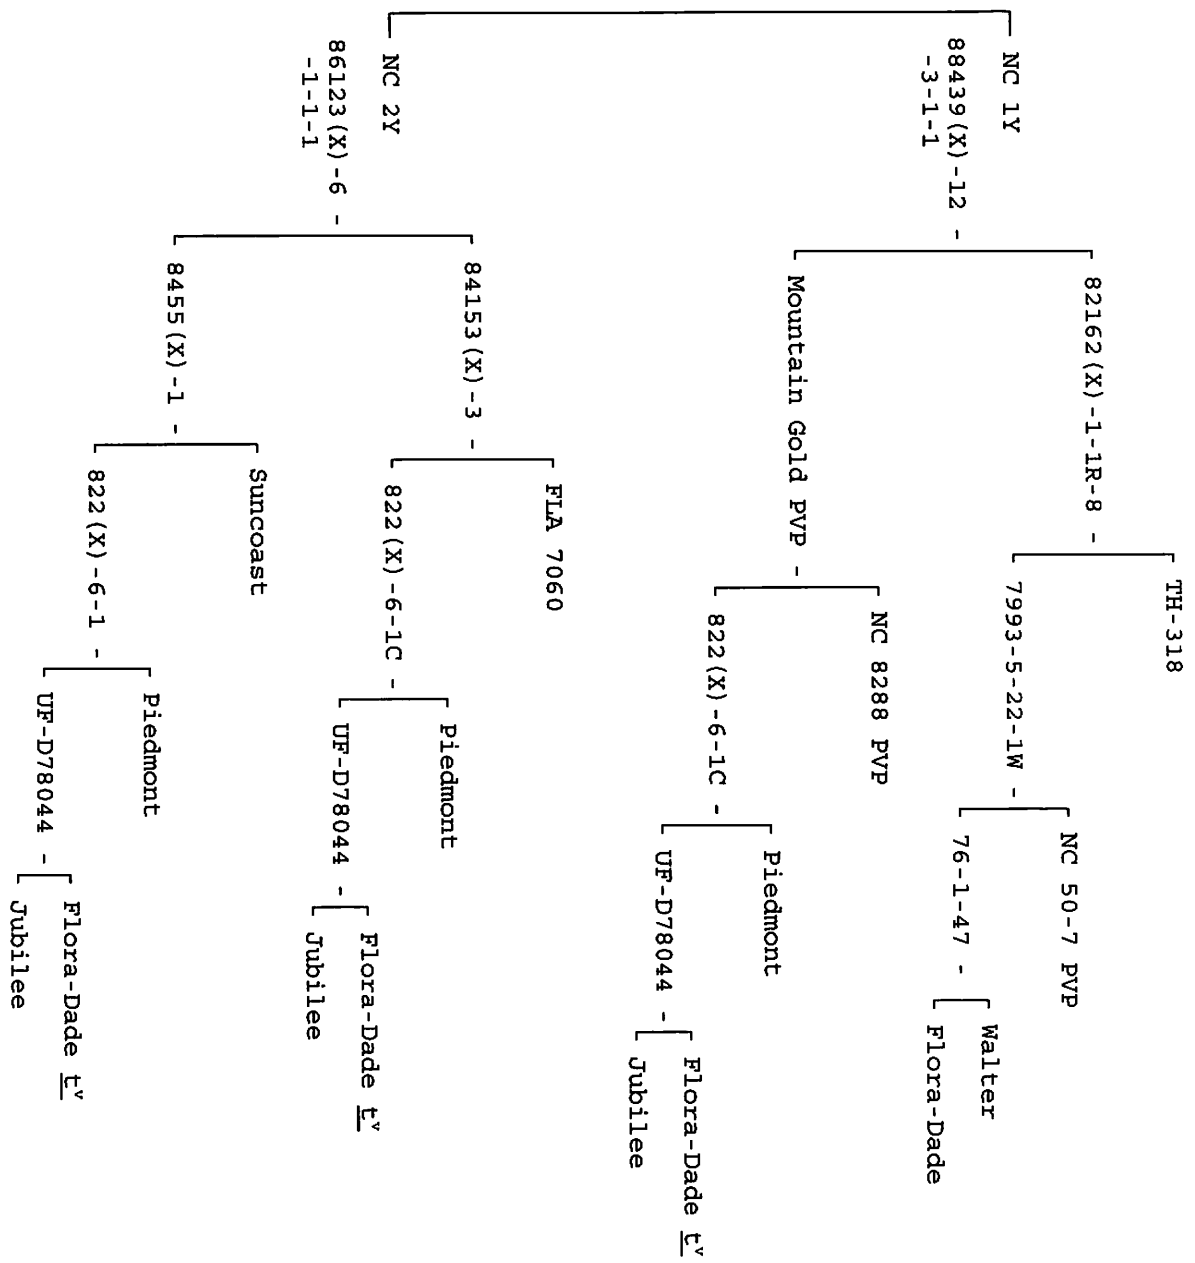 NC 1Y
88439(X)-12 -
-3-1-1
82162(X)-1-1R-8 -
TH-318
7993-5-22-1W -
NC 50-7 PVP
76-1-47 -
Walter
Flora-Dade
Mountain Gold PVP -
NC 8288 PVP
822(X)-6-1C -
Piedmont
UF-D78044 -
Flora-Dade t^v
Jubilee
NC 2Y
86123(X)-6 -
-1-1-1
84153(X)-3 -
FLA 7060
822(X)-6-1C -
Piedmont
UF-D78044 -
Flora-Dade t^v
Jubilee
8455(X)-1 -
Suncoast
822(X)-6-1 -
Piedmont
UF-D78044 -
Flora-Dade t^v
Jubilee